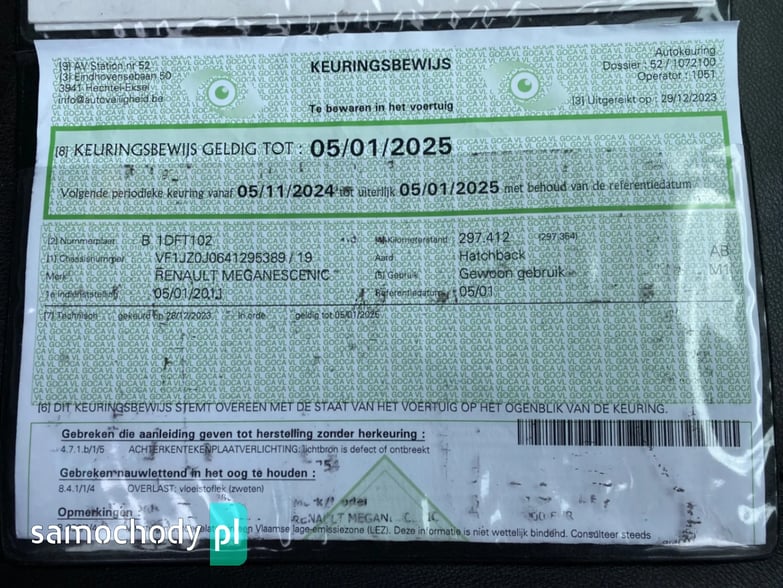 [9] AV Station nr 52
[3] Eindhovensebaan 50
3941 Hechtel-Eksel
info@autoveiligheid.be
KEURINGSBEWIJS
Te bewaren in het voertuig
Autokeuring
Dossier : 52 / 1072100
Operator : 1051
[3] Uitgereikt op : 29/12/2023
[8] KEURINGSBEWIJS GELDIG TOT : 05/01/2025
Volgende periodieke keuring vanaf 05/11/2024 tot uiterlijk 05/01/2025 met behoud van de referentiedatum
[2] Nummerplaat B 1DFT102 Kilometerstand 297.412 (297.364)
[1] Chassisnummer VF1JZ0J0641295389 / 19 Aard Hatchback AB
Merk RENAULT MEGANESCENIC [5] Gebruik Gewoon gebruik M1
1e indienststelling 05/01/2011 Referentiedatum 05/01
[7] Technisch gekeurd op 28/12/2023 In orde geldig tot 05/01/2025
[6] DIT KEURINGSBEWIJS STEMT OVEREEN MET DE STAAT VAN HET VOERTUIG OP HET OGENBLIK VAN DE KEURING.
Gebreken die aanleiding geven tot herstelling zonder herkeuring :
4.7.1.b/1/5 ACHTERKENTEKENPLAATVERLICHTING: lichtbron is defect of ontbreekt
Gebreken nauwlettend in het oog te houden :
8.4.1/1/4 OVERLAST: vloeistoflek (zweten)
Opmerkingen :
RENAULT
een Vlaamse lage-emissiezone (LEZ). Deze informatie is niet wettelijk bindend. Consulteer steeds
samochody pl